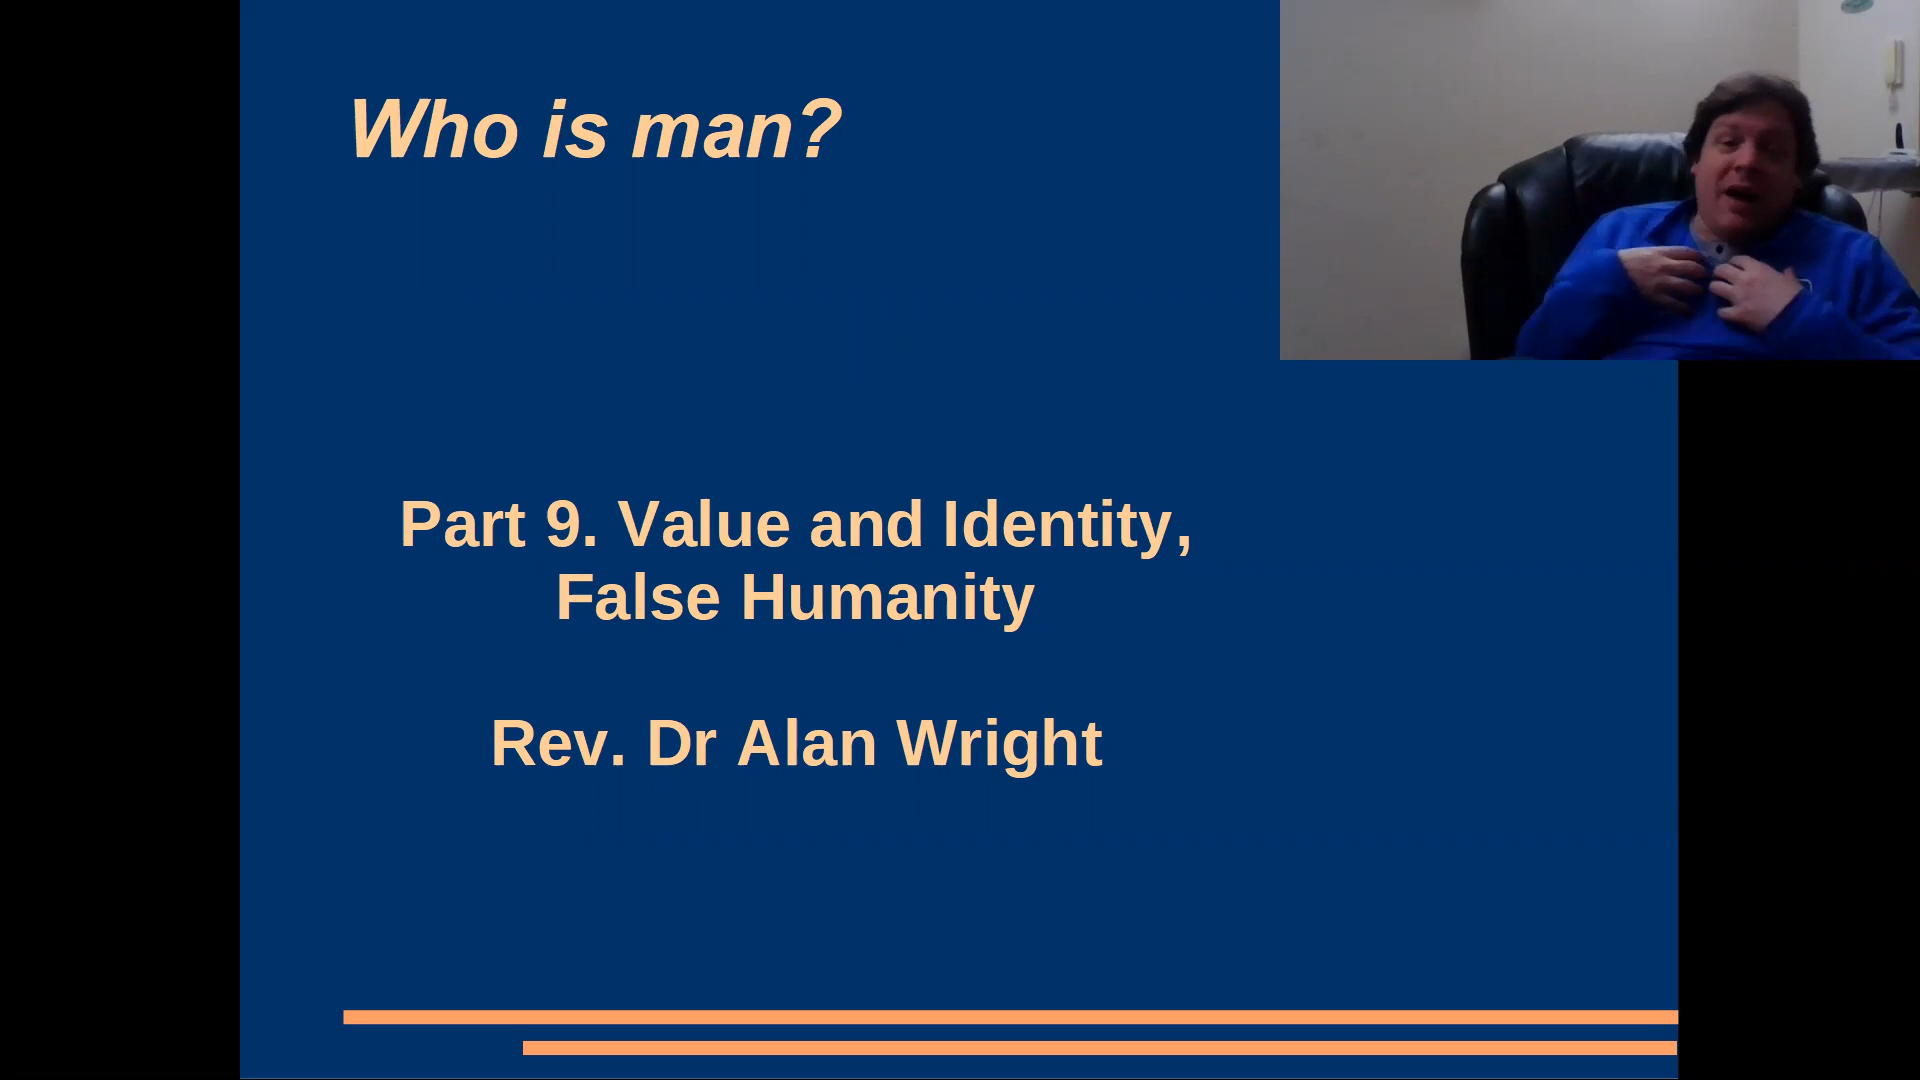 Who is man?
Part 9. Value and Identity,
False Humanity
Rev. Dr Alan Wright